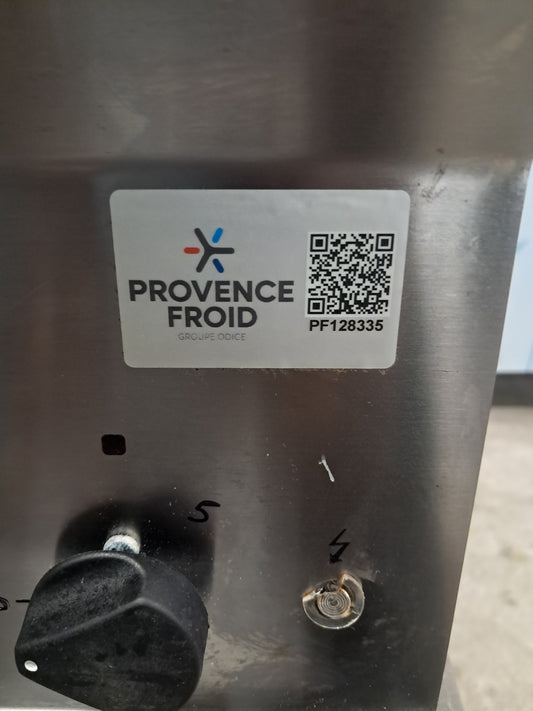 PROVENCE
FROID
GROUPE ODICE
PF128335
5